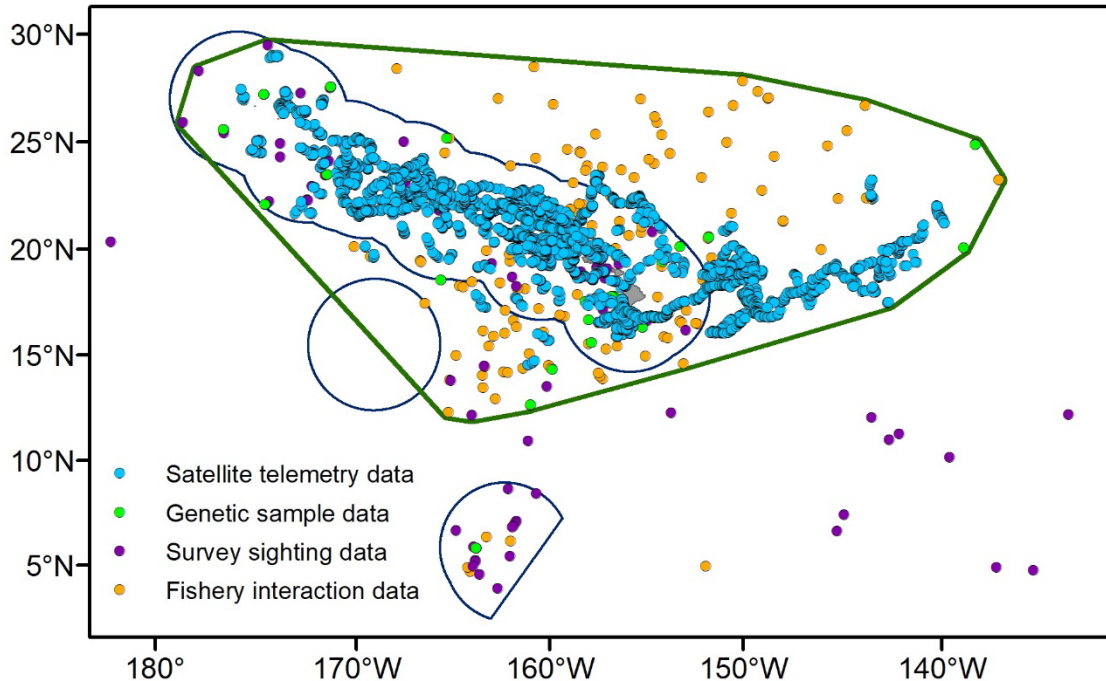 30°N
25°N
20°N
15°N
10°N
5°N
Satellite telemetry data
Genetic sample data
Survey sighting data
Fishery interaction data
180° 170°W 160°W 150°W 140°W